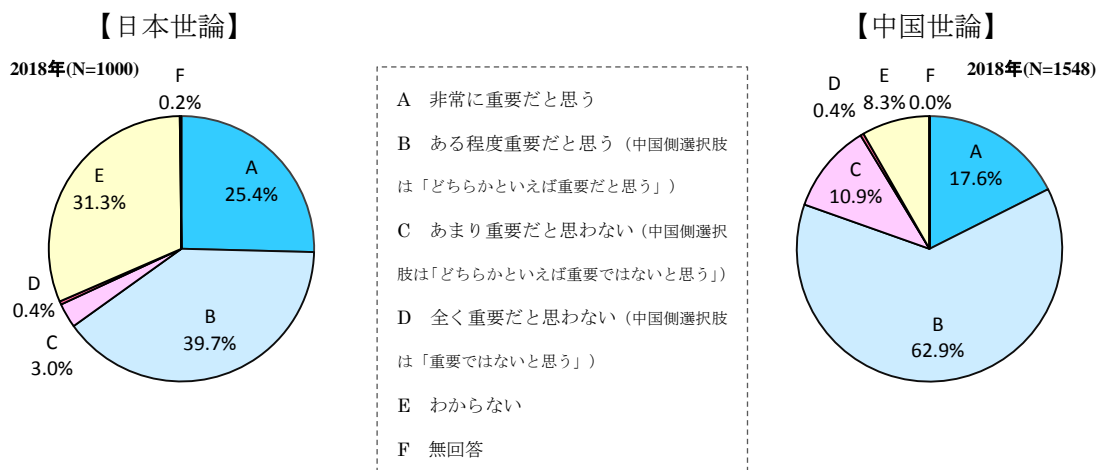 【日本世論】
2018年(N=1000)
F
0.2%
A
25.4%
E
31.3%
D
0.4%
C
3.0%
B
39.7%
A 非常に重要だと思う
B ある程度重要だと思う（中国側選択肢
は「どちらかといえば重要だと思う」）
C あまり重要だと思わない（中国側選択
肢は「どちらかといえば重要ではないと思う」）
D 全く重要だと思わない（中国側選択肢
は「重要ではないと思う」）
E わからない
F 無回答
【中国世論】
2018年(N=1548)
D
0.4%
E
8.3%
F
0.0%
A
17.6%
C
10.9%
B
62.9%